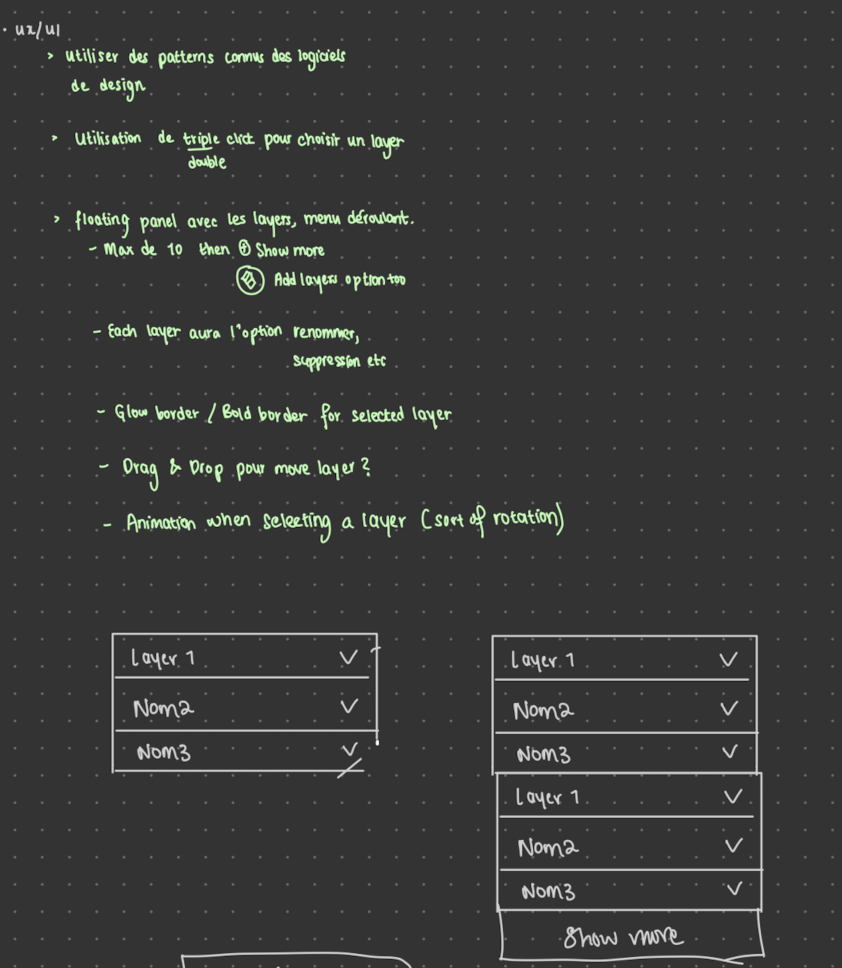 · ux/ui
> utiliser des patterns connus des logiciels
de design
> Utilisation de triple click pour choisir un layer
double
> floating panel avec les layers, menu déroulant.
- Max de 10 then ⊕ Show more
Add layers option too
- Each layer aura l'option renommer,
suppression etc
- Glow border / Bold border for selected layer
- Drag & Drop pour move layer ?
- Animation when selecting a layer (sort of rotation)
Layer 1
Nom2
Nom3
Layer 1
Nom2
Nom3
Layer 1
Nom2
Nom3
Show more